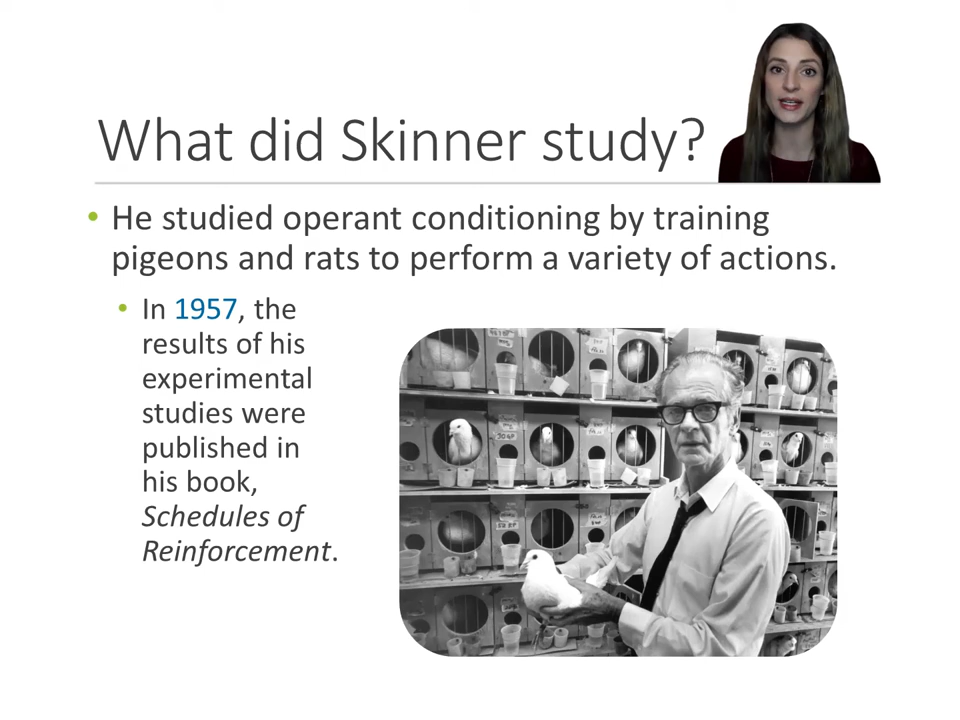 What did Skinner study?
• He studied operant conditioning by training
pigeons and rats to perform a variety of actions.
• In 1957, the
results of his
experimental
studies were
published in
his book,
Schedules of
Reinforcement.